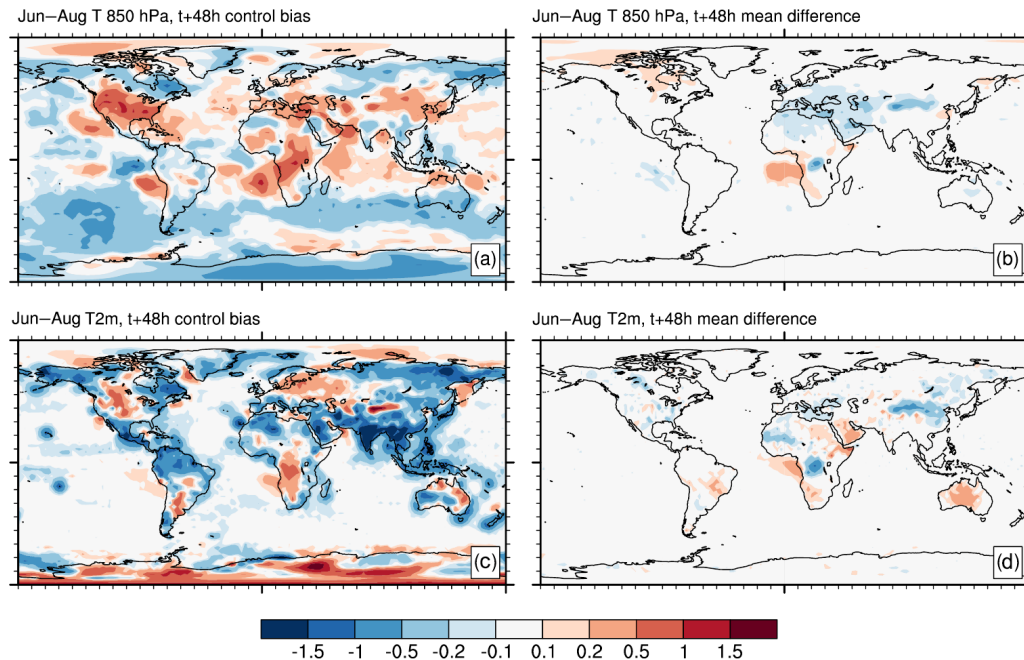 Jun−Aug T 850 hPa, t+48h control bias
Jun−Aug T 850 hPa, t+48h mean difference
(a)
(b)
Jun−Aug T2m, t+48h control bias
Jun−Aug T2m, t+48h mean difference
(c)
(d)
-1.5 -1 -0.5 -0.2 -0.1 0.1 0.2 0.5 1 1.5